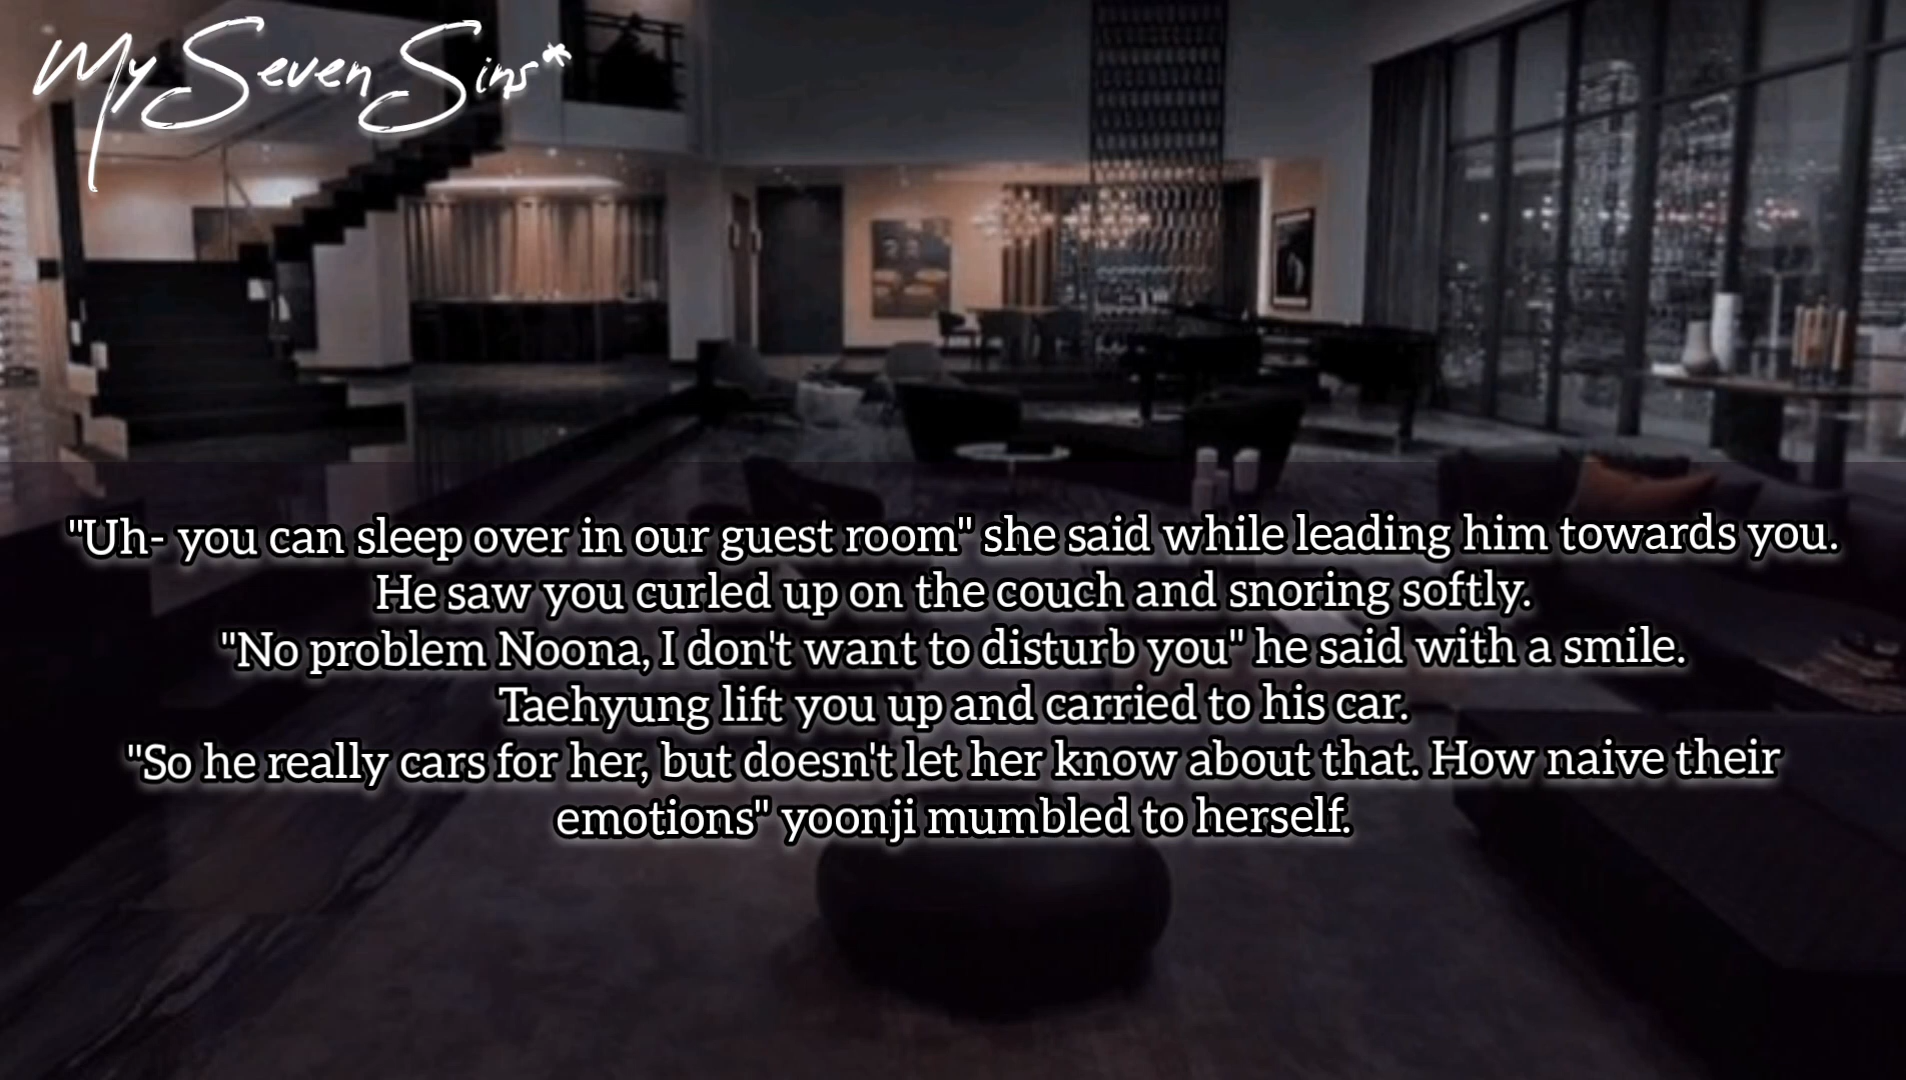 My Seven Sins*
"Uh- you can sleep over in our guest room" she said while leading him towards you.
He saw you curled up on the couch and snoring softly.
"No problem Noona, I don't want to disturb you" he said with a smile.
Taehyung lift you up and carried to his car.
"So he really cars for her, but doesn't let her know about that. How naive their
emotions" yoonji mumbled to herself.